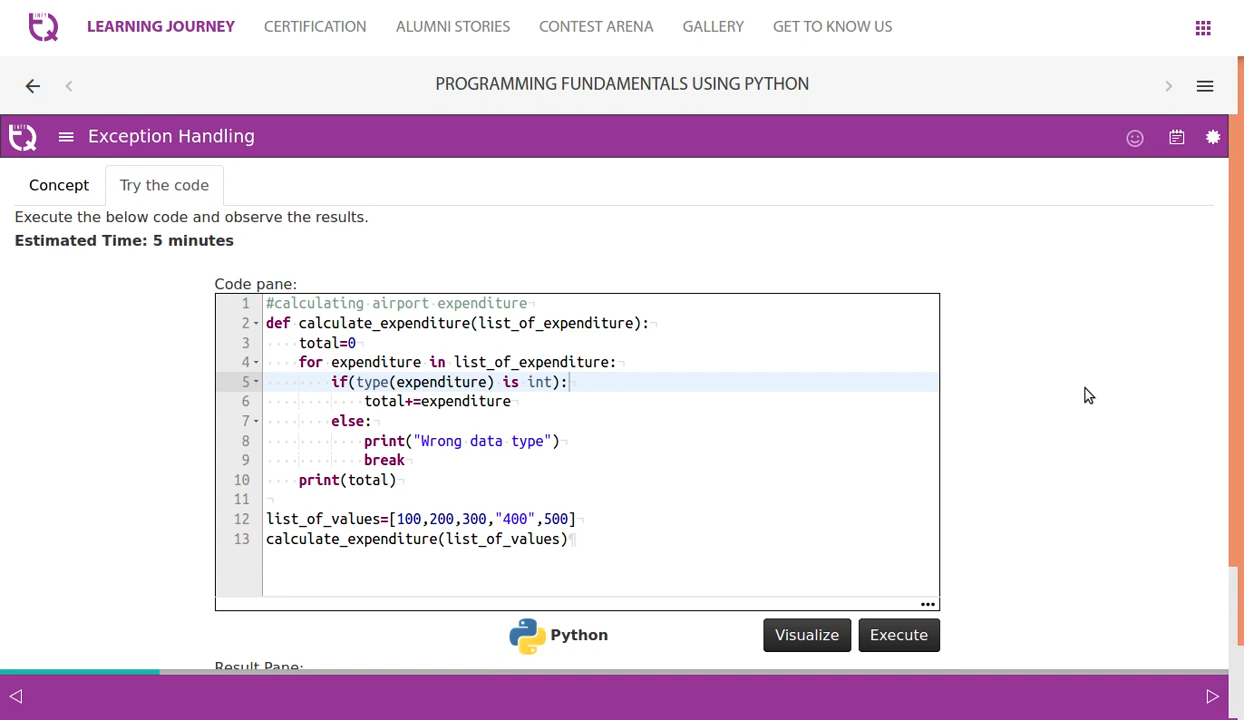 LEARNING JOURNEY CERTIFICATION ALUMNI STORIES CONTEST ARENA GALLERY GET TO KNOW US
PROGRAMMING FUNDAMENTALS USING PYTHON
Exception Handling
Concept Try the code
Execute the below code and observe the results.
Estimated Time: 5 minutes
Code pane:
1 #calculating airport expenditure
2 def calculate_expenditure(list_of_expenditure):
3     total=0
4     for expenditure in list_of_expenditure:
5         if(type(expenditure) is int):
6             total+=expenditure
7         else:
8             print("Wrong data type")
9             break
10     print(total)
11
12 list_of_values=[100,200,300,"400",500]
13 calculate_expenditure(list_of_values)
Python Visualize Execute
Result Pane: